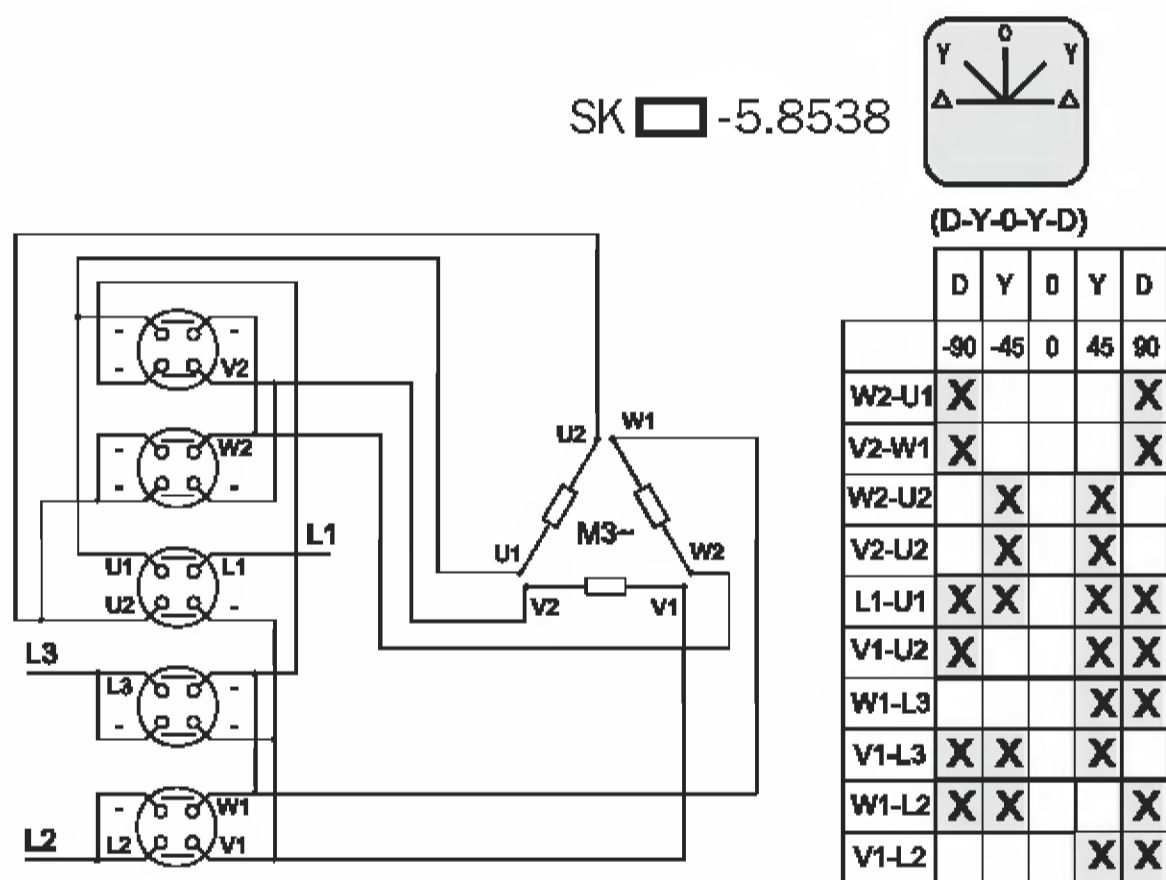 SK -5.8538
0
Y Y
Δ Δ
(D-Y-0-Y-D)
D Y 0 Y D
-90 -45 0 45 90
W2-U1 X X
V2-W1 X X
W2-U2 X X
V2-U2 X X
L1-U1 X X X X
V1-U2 X X X
W1-L3 X X
V1-L3 X X X
W1-L2 X X X
V1-L2 X X
- -
- V2
- W2
- -
U1 L1
L1
U2 -
L3
L3 -
- -
- W1
L2
L2 V1
U2 W1
M3~
U1 W2
V2 V1